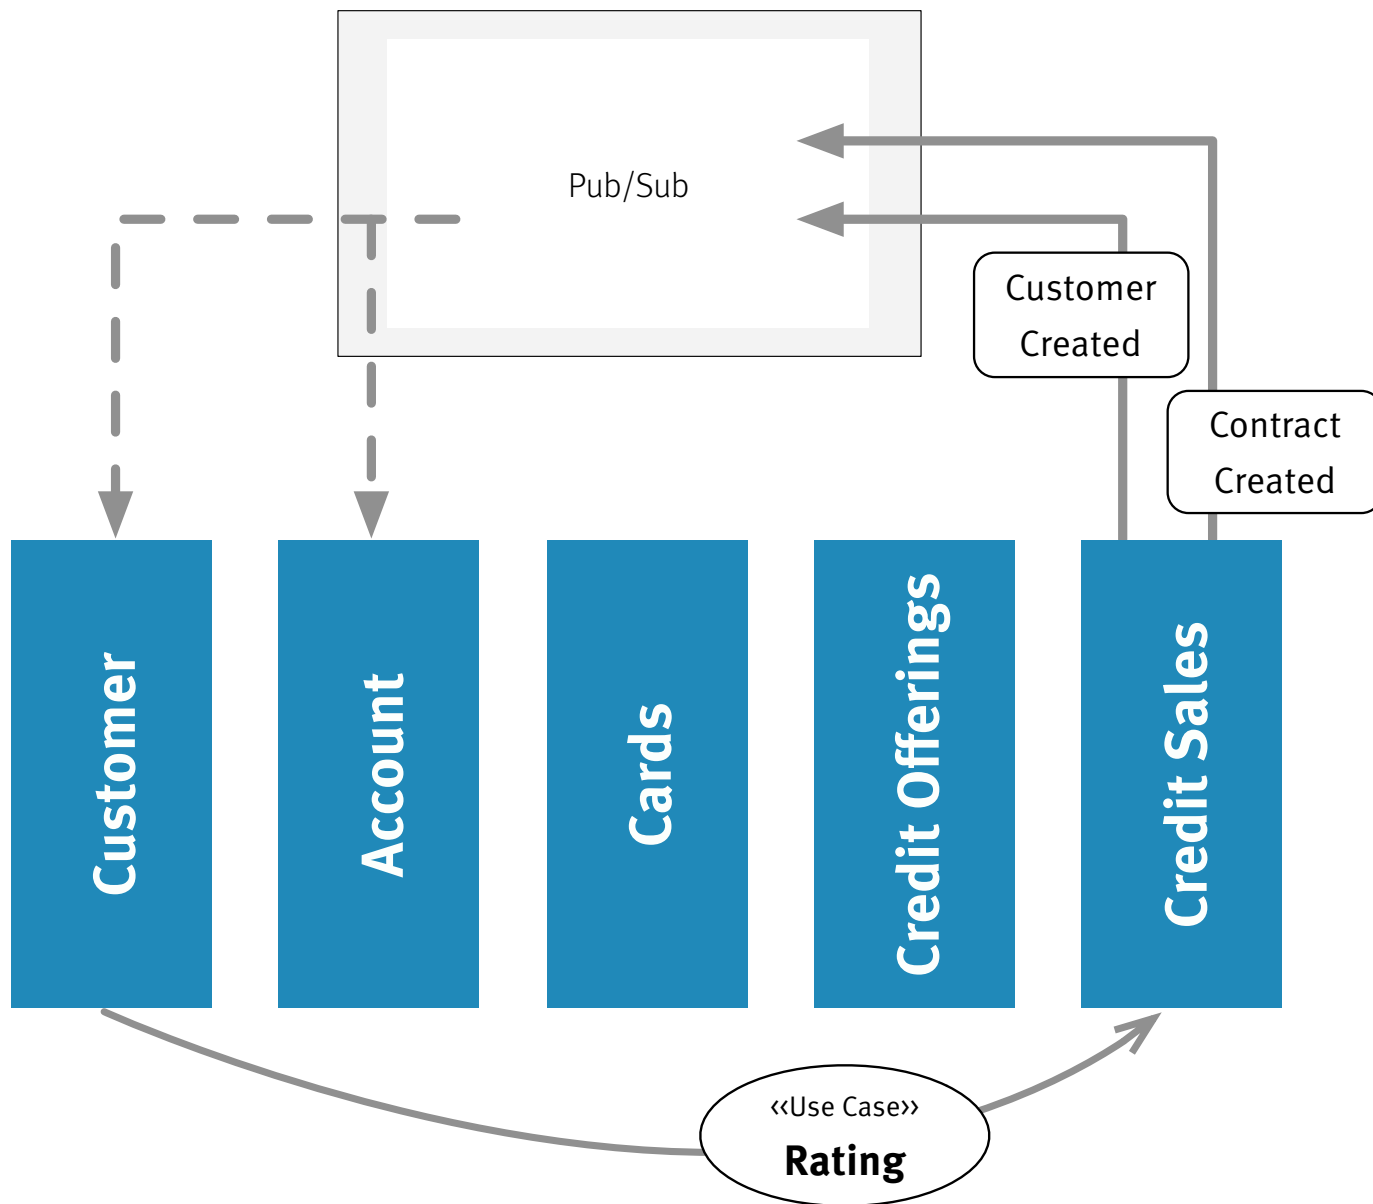 Pub/Sub
Customer
Created
Contract
Created
Customer
Account
Cards
Credit Offerings
Credit Sales
‹‹Use Case››
Rating